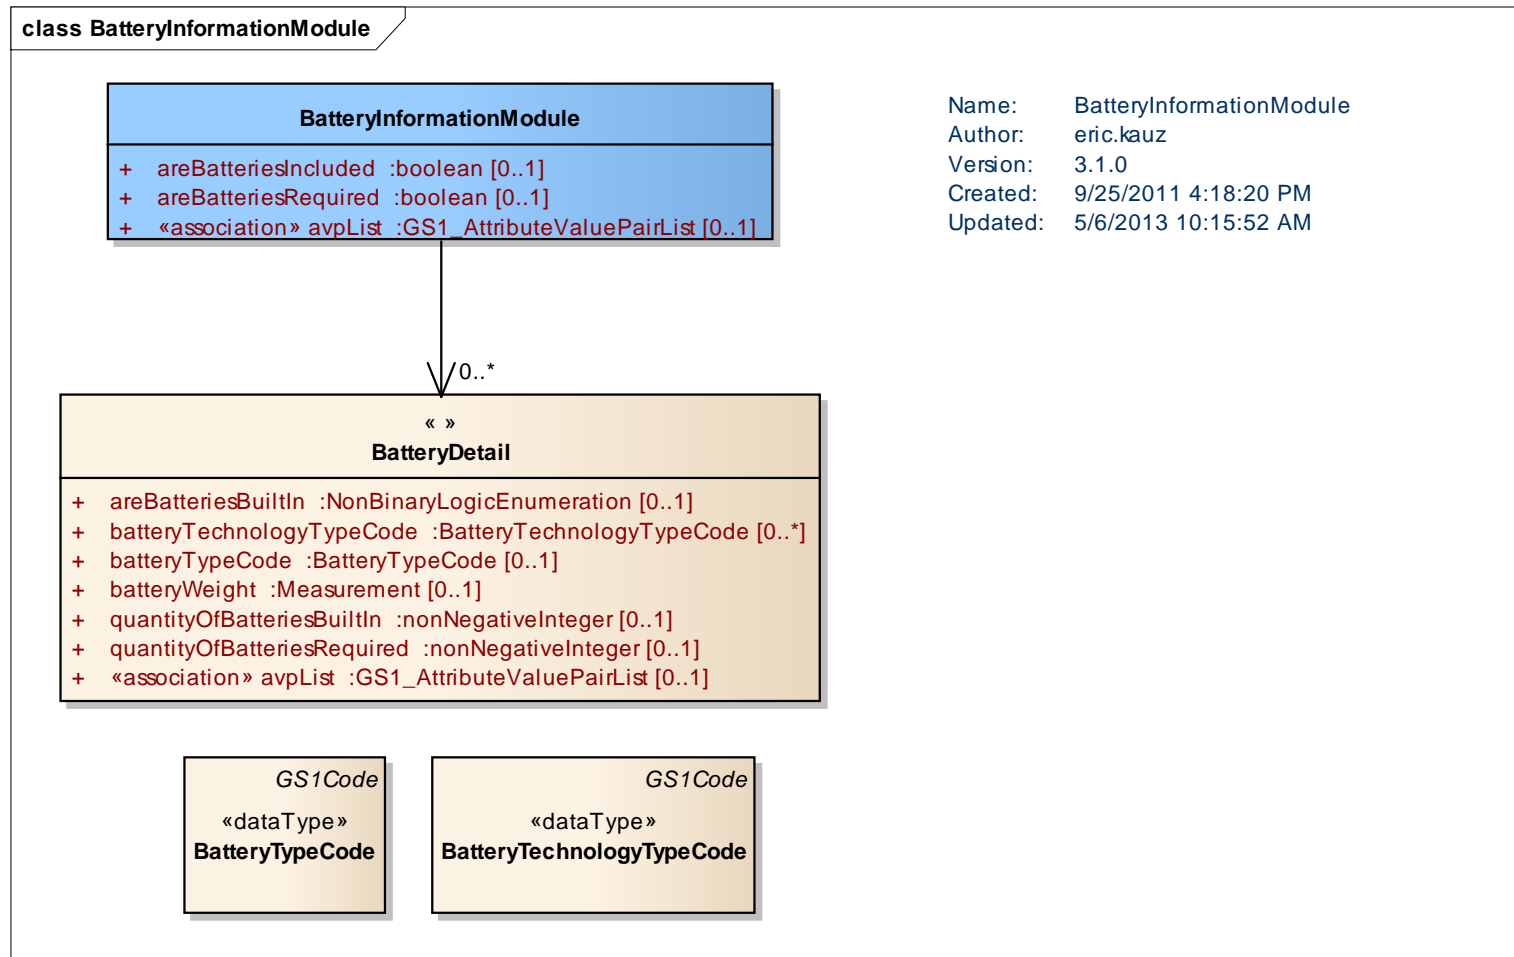 class BatteryInformationModule
BatteryInformationModule
+ areBatteriesIncluded :boolean [0..1]
+ areBatteriesRequired :boolean [0..1]
+ «association» avpList :GS1_AttributeValuePairList [0..1]
Name: BatteryInformationModule
Author: eric.kauz
Version: 3.1.0
Created: 9/25/2011 4:18:20 PM
Updated: 5/6/2013 10:15:52 AM
0..*
« »
BatteryDetail
+ areBatteriesBuiltIn :NonBinaryLogicEnumeration [0..1]
+ batteryTechnologyTypeCode :BatteryTechnologyTypeCode [0..*]
+ batteryTypeCode :BatteryTypeCode [0..1]
+ batteryWeight :Measurement [0..1]
+ quantityOfBatteriesBuiltIn :nonNegativeInteger [0..1]
+ quantityOfBatteriesRequired :nonNegativeInteger [0..1]
+ «association» avpList :GS1_AttributeValuePairList [0..1]
GS1Code
«dataType»
BatteryTypeCode
GS1Code
«dataType»
BatteryTechnologyTypeCode